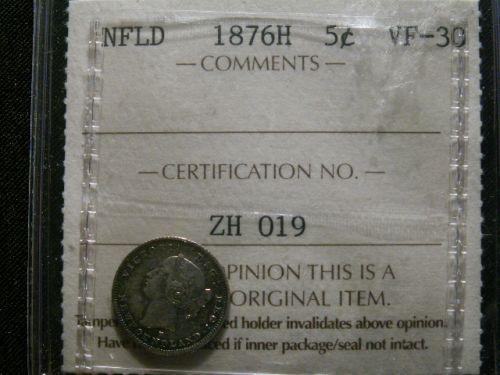 NFLD 1876H 5¢ VF-30
— COMMENTS —
— CERTIFICATION NO. —
ZH 019
OPINION THIS IS A
ORIGINAL ITEM.
holder invalidates above opinion.
Have if inner package/seal not intact.